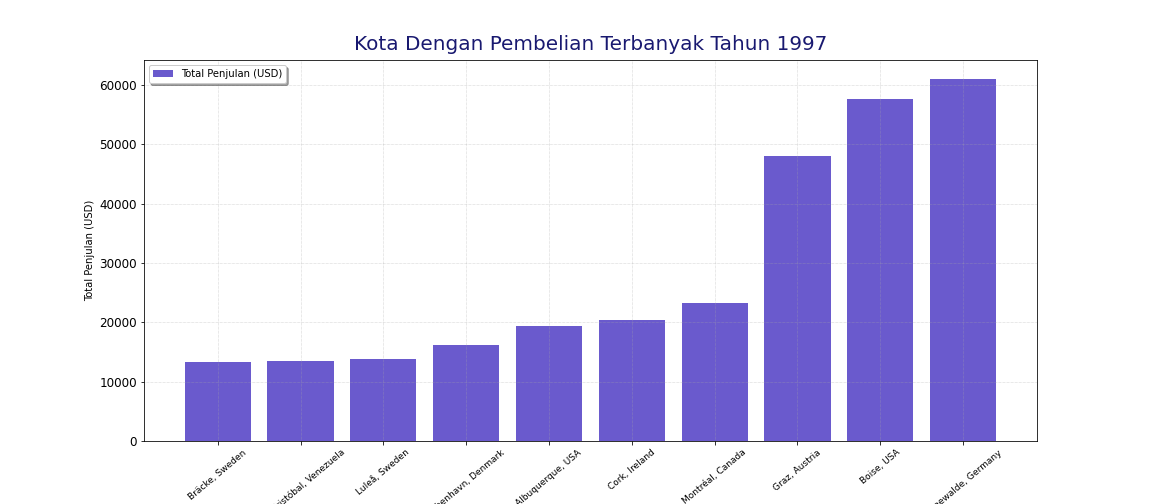 Kota Dengan Pembelian Terbanyak Tahun 1997
Total Penjulan (USD)
Total Penjulan (USD)
60000
50000
40000
30000
20000
10000
0
Bräcke, Sweden
Venezuela
Luleå, Sweden
Denmark
Albuquerque, USA
Cork, Ireland
Montréal, Canada
Graz, Austria
Boise, USA
Germany